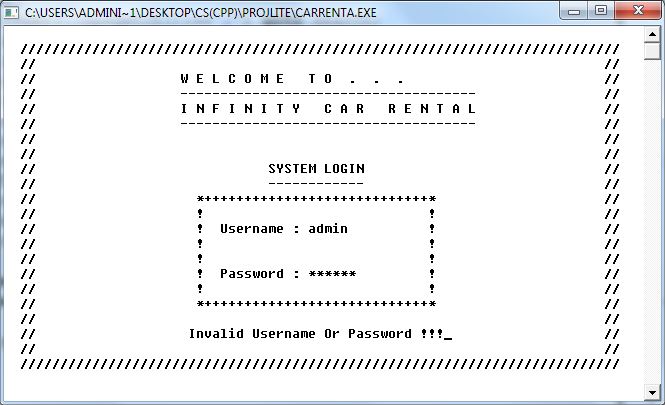 C:\USERS\ADMINI~1\DESKTOP\CS(CPP)\PROJLITE\CARRENTA.EXE
///////////////////////////////////////////////////////////////////////////
// //
// W E L C O M E   T O . . . //
// ------------------------------------- //
// I N F I N I T Y   C A R   R E N T A L //
// ------------------------------------- //
// //
// //
// SYSTEM LOGIN //
// ------------ //
// *++++++++++++++++++++++++++++* //
// ! ! //
// ! Username : admin ! //
// ! ! //
// ! ! //
// ! Password : ****** ! //
// ! ! //
// *++++++++++++++++++++++++++++* //
// //
// Invalid Username Or Password !!!_ //
// //
///////////////////////////////////////////////////////////////////////////